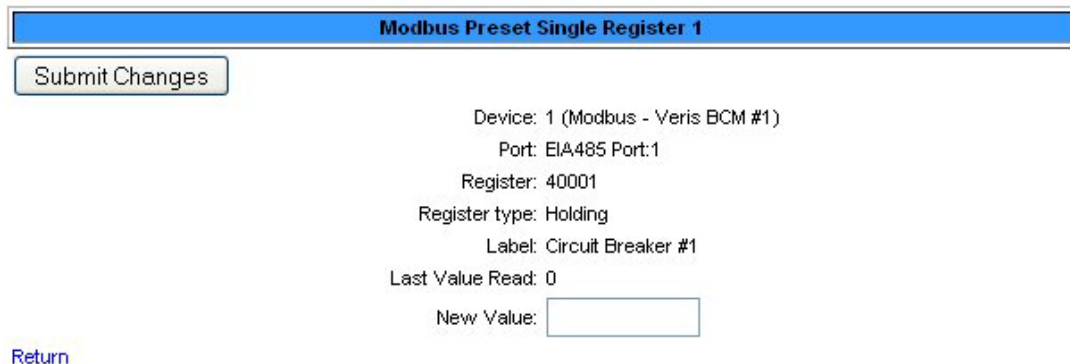 Modbus Preset Single Register 1
Submit Changes
Device: 1 (Modbus - Veris BCM #1)
Port: EIA485 Port:1
Register: 40001
Register type: Holding
Label: Circuit Breaker #1
Last Value Read: 0
New Value:
Return